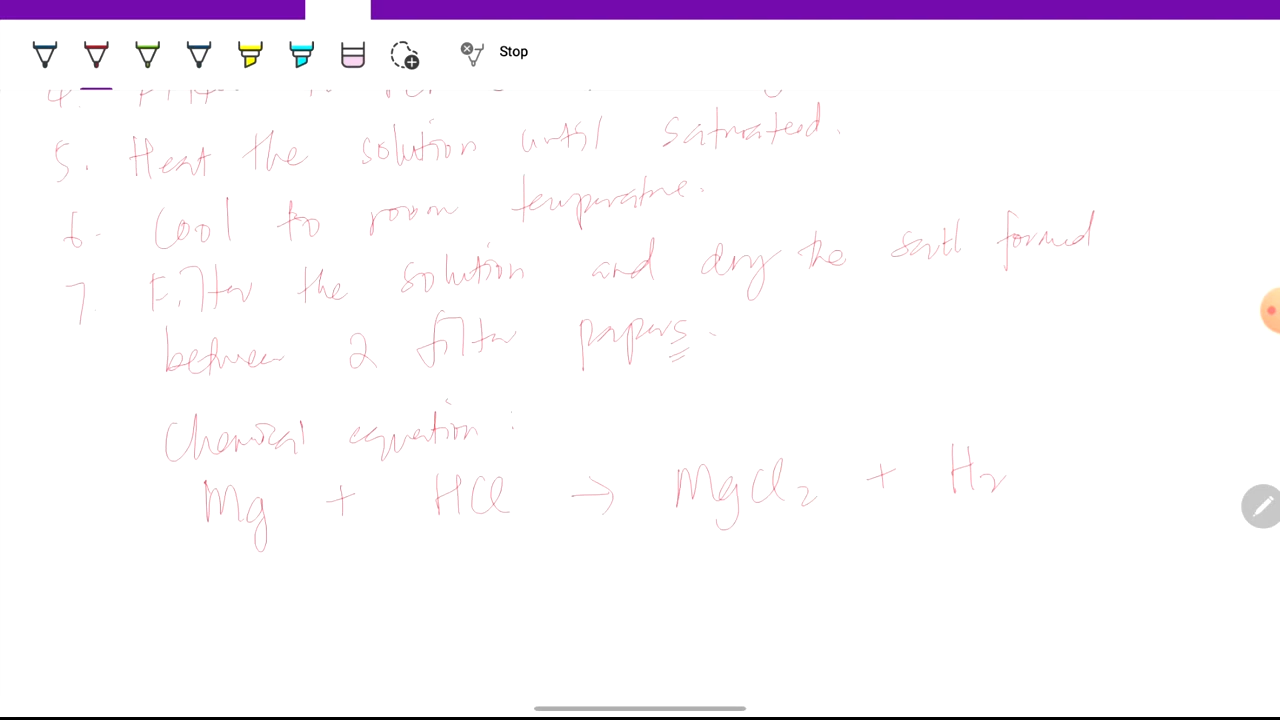 Stop
4.
5. Heat the solution until saturated.
6. Cool to room temperature.
7. Filter the solution and dry the salt formed
between 2 filter papers.
Chemical equation:
Mg + HCl → MgCl₂ + H₂